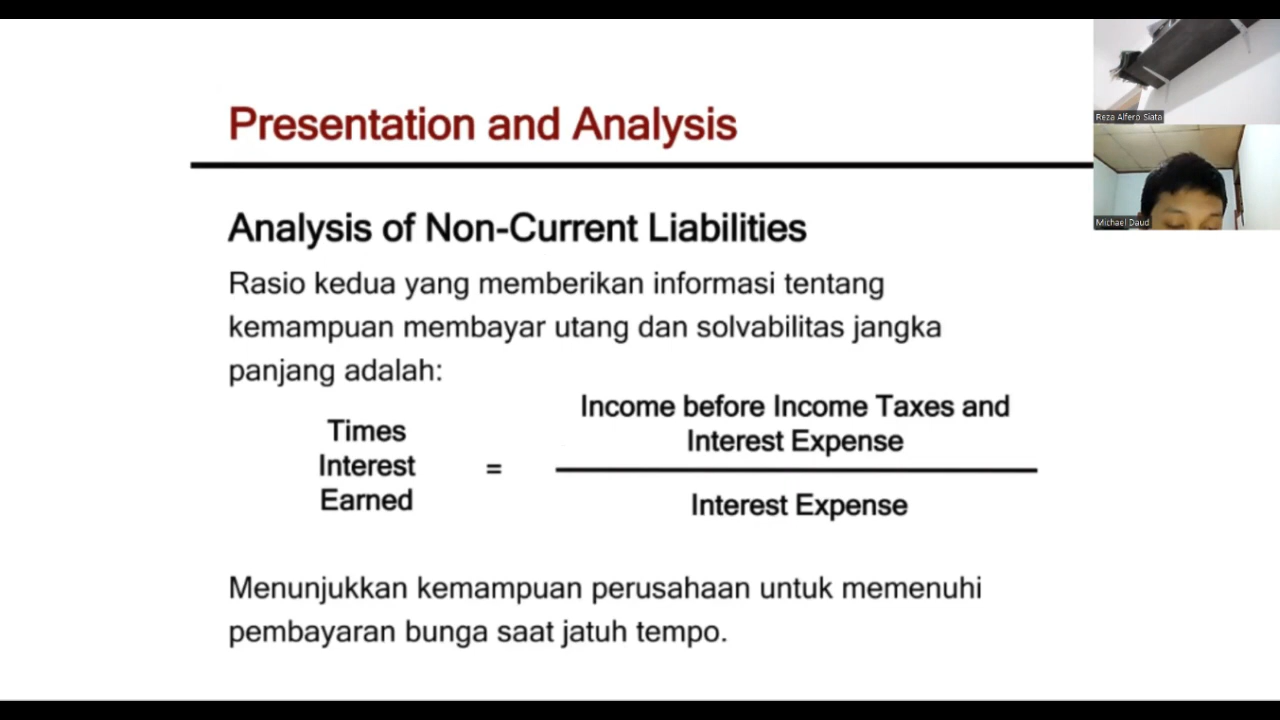 Presentation and Analysis
Analysis of Non-Current Liabilities
Rasio kedua yang memberikan informasi tentang
kemampuan membayar utang dan solvabilitas jangka
panjang adalah:
Times
Interest
Earned
=
Income before Income Taxes and
Interest Expense
Interest Expense
Menunjukkan kemampuan perusahaan untuk memenuhi
pembayaran bunga saat jatuh tempo.
Reza Alfero Siata
Michael Daud